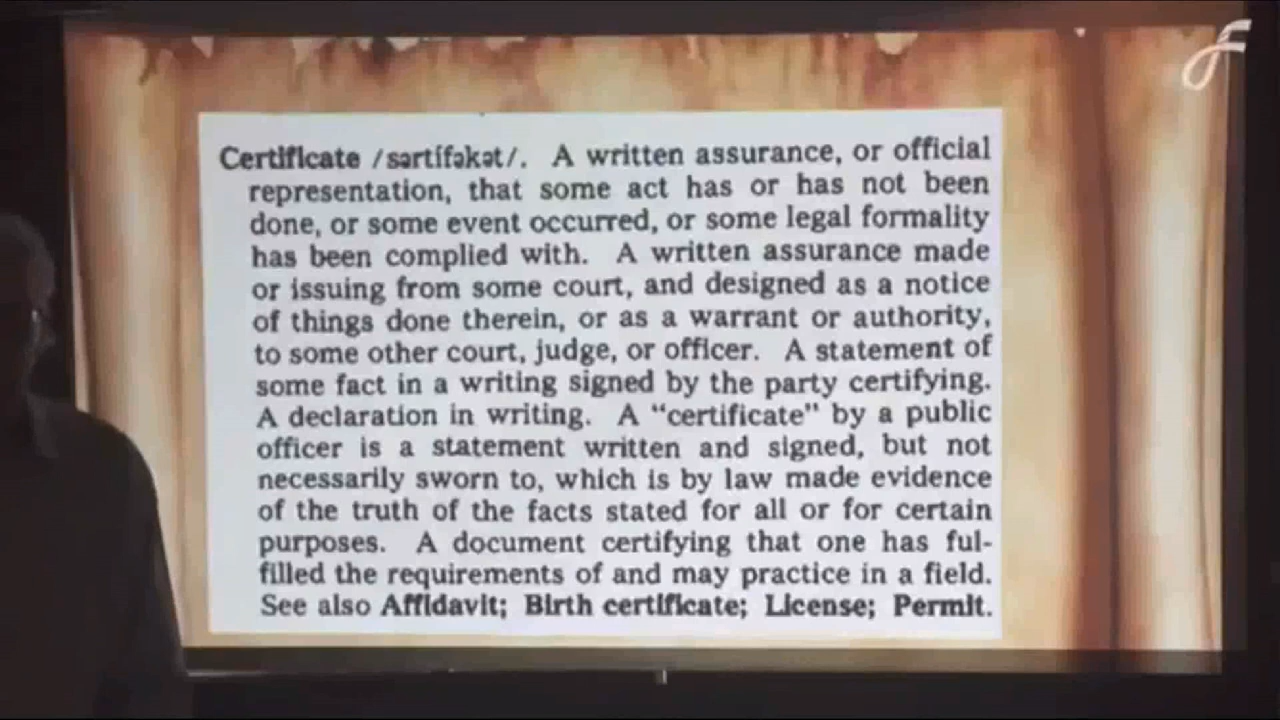 Certificate /sərtífəkət/. A written assurance, or official
representation, that some act has or has not been
done, or some event occurred, or some legal formality
has been complied with. A written assurance made
or issuing from some court, and designed as a notice
of things done therein, or as a warrant or authority,
to some other court, judge, or officer. A statement of
some fact in a writing signed by the party certifying.
A declaration in writing. A “certificate” by a public
officer is a statement written and signed, but not
necessarily sworn to, which is by law made evidence
of the truth of the facts stated for all or for certain
purposes. A document certifying that one has ful-
filled the requirements of and may practice in a field.
See also Affidavit; Birth certificate; License; Permit.